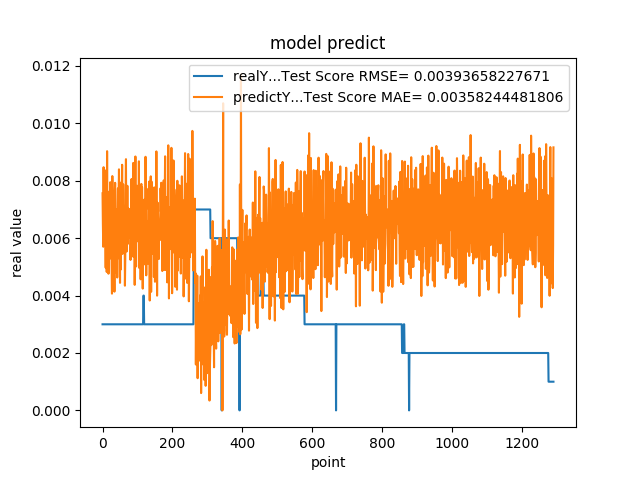 model predict
realY...Test Score RMSE= 0.00393658227671
predictY...Test Score MAE= 0.00358244481806
0.012
0.010
0.008
0.006
0.004
0.002
0.000
real value
0 200 400 600 800 1000 1200
point